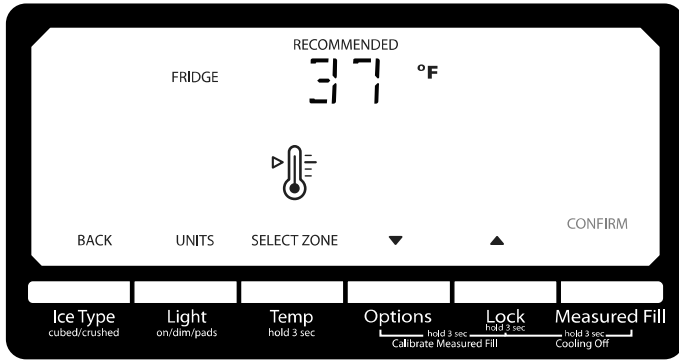 RECOMMENDED
FRIDGE 37 °F
BACK UNITS SELECT ZONE ▼ ▲ CONFIRM
Ice Type Light Temp Options Lock Measured Fill
cubed/crushed on/dim/pads hold 3 sec hold 3 sec hold 3 sec hold 3 sec
Calibrate Measured Fill Cooling Off